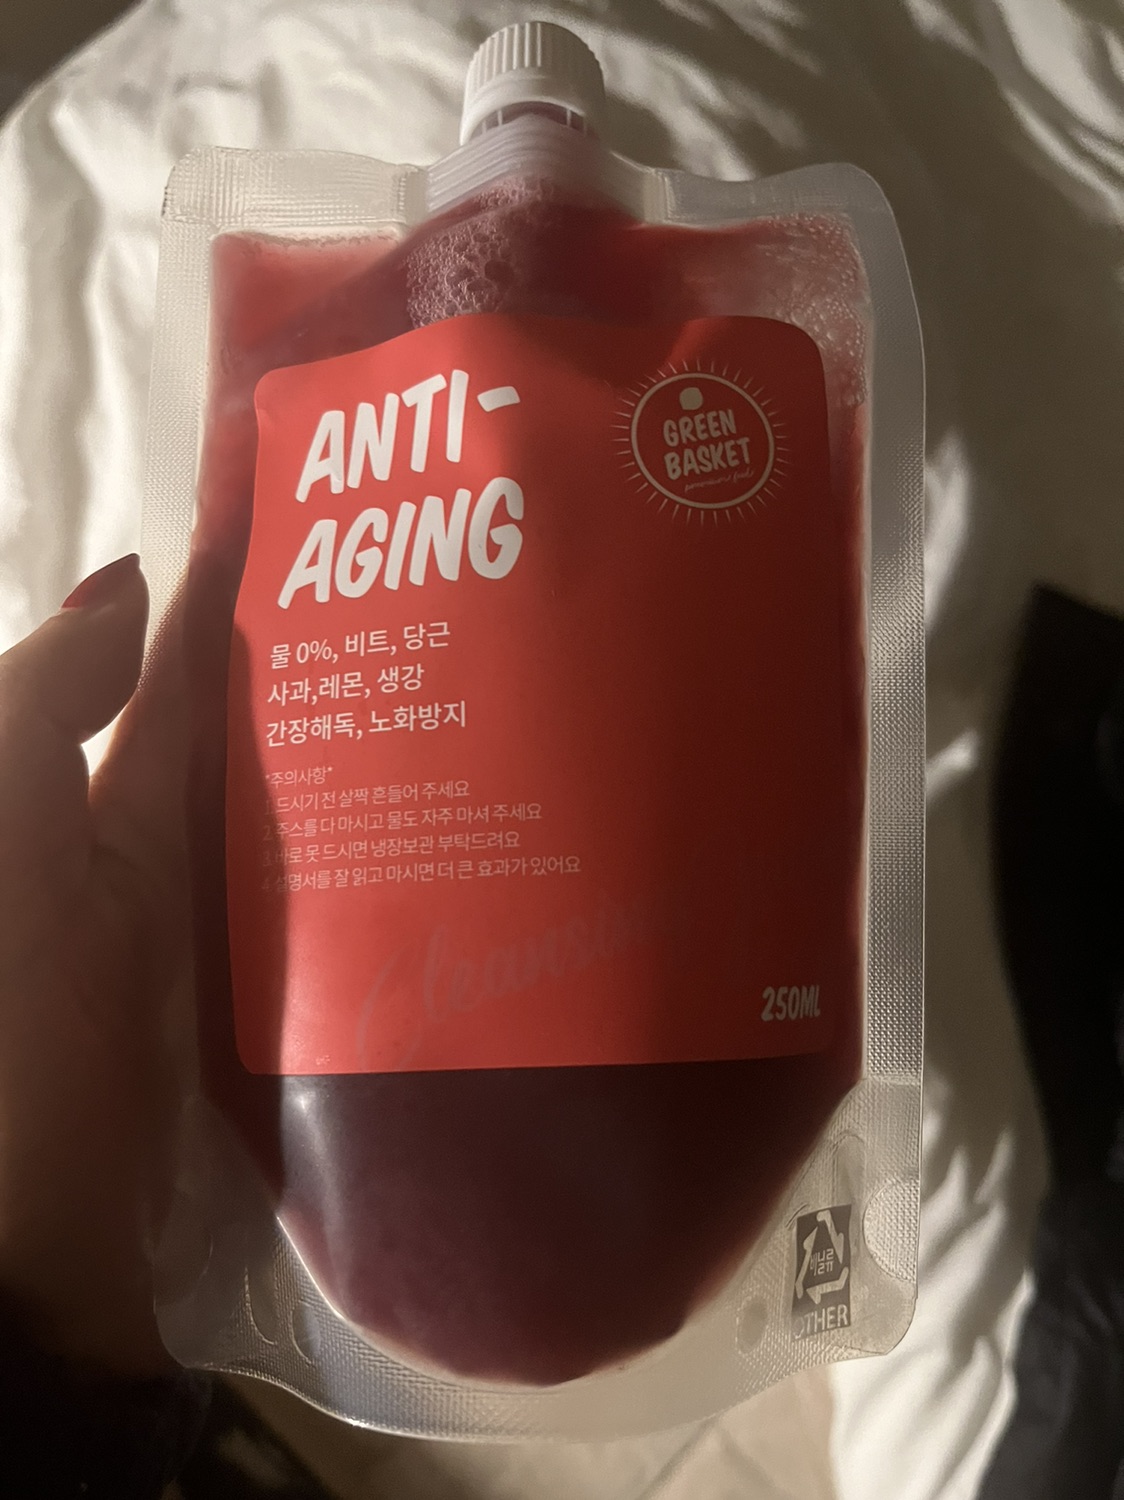 ANTI-
AGING
GREEN
BASKET
premium food
물 0%, 비트, 당근
사과,레몬, 생강
간장해독, 노화방지
*주의사항*
1. 드시기 전 살짝 흔들어 주세요
2. 주스를 다 마시고 물도 자주 마셔 주세요
3. 바로 못 드시면 냉장보관 부탁드려요
4. 설명서를 잘 읽고 마시면 더 큰 효과가 있어요
250ML
비닐류
OTHER